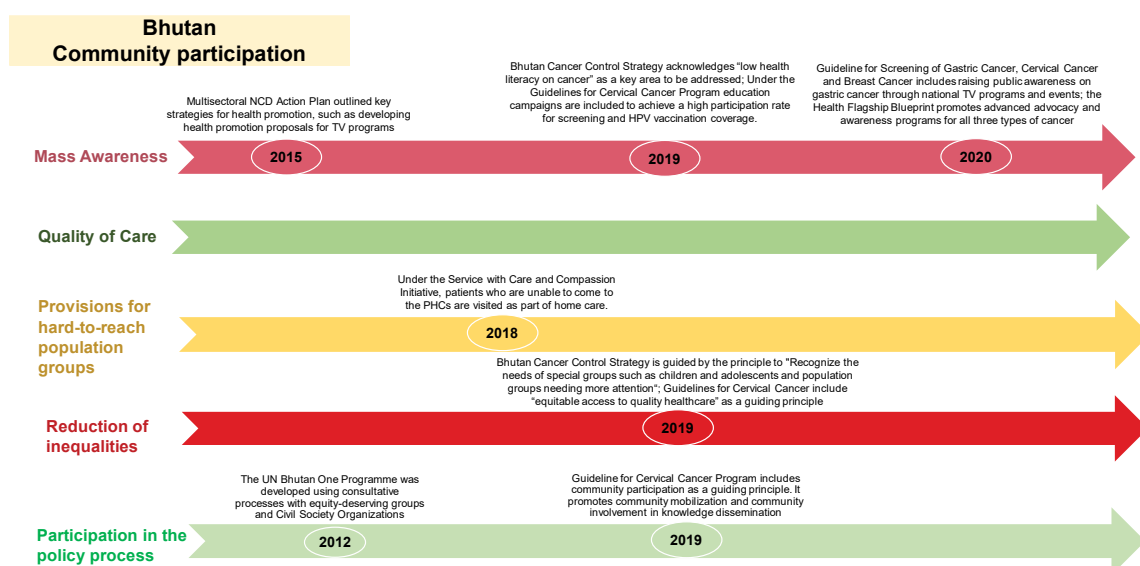 Bhutan
Community participation
Multisectoral NCD Action Plan outlined key
strategies for health promotion, such as developing
health promotion proposals for TV programs
Bhutan Cancer Control Strategy acknowledges “low health
literacy on cancer” as a key area to be addressed; Under the
Guidelines for Cervical Cancer Program education
campaigns are included to achieve a high participation rate
for screening and HPV vaccination coverage.
Guideline for Screening of Gastric Cancer, Cervical Cancer
and Breast Cancer includes raising public awareness on
gastric cancer through national TV programs and events; the
Health Flagship Blueprint promotes advanced advocacy and
awareness programs for all three types of cancer
Mass Awareness
2015
2019
2020
Quality of Care
Under the Service with Care and Compassion
Initiative, patients who are unable to come to
the PHCs are visited as part of home care.
Provisions for
hard-to-reach
population
groups
2018
Bhutan Cancer Control Strategy is guided by the principle to "Recognize the
needs of special groups such as children and adolescents and population
groups needing more attention“; Guidelines for Cervical Cancer include
“equitable access to quality healthcare” as a guiding principle
Reduction of
inequalities
2019
The UN Bhutan One Programme was
developed using consultative
processes with equity-deserving groups
and Civil Society Organizations
Guideline for Cervical Cancer Program includes
community participation as a guiding principle. It
promotes community mobilization and community
involvement in knowledge dissemination
Participation in the
policy process
2012
2019